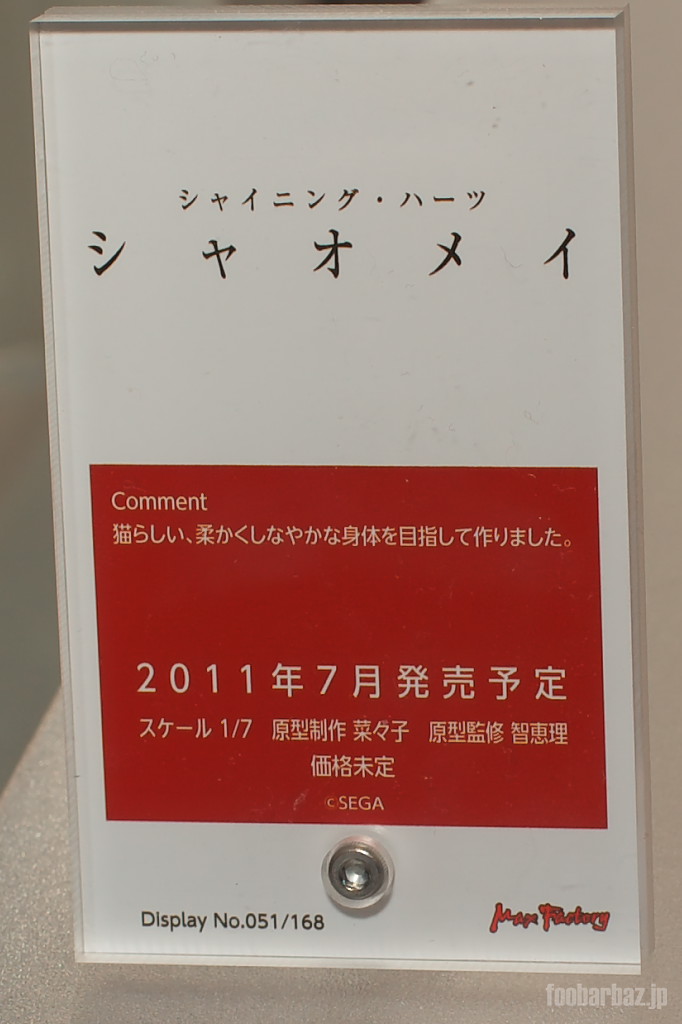 シャイニング・ハーツ
シャオメイ
Comment
猫らしい、柔かくしなやかな身体を目指して作りました。
2011年7月発売予定
スケール 1/7　原型制作 菜々子　原型監修 智恵理
価格未定
©SEGA
Display No.051/168
Max Factory
foobarbaz.jp